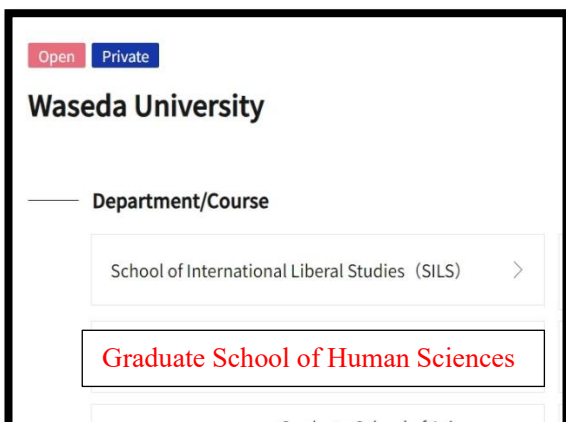 Open Private
Waseda University
Department/Course
School of International Liberal Studies（SILS）
Graduate School of Human Sciences